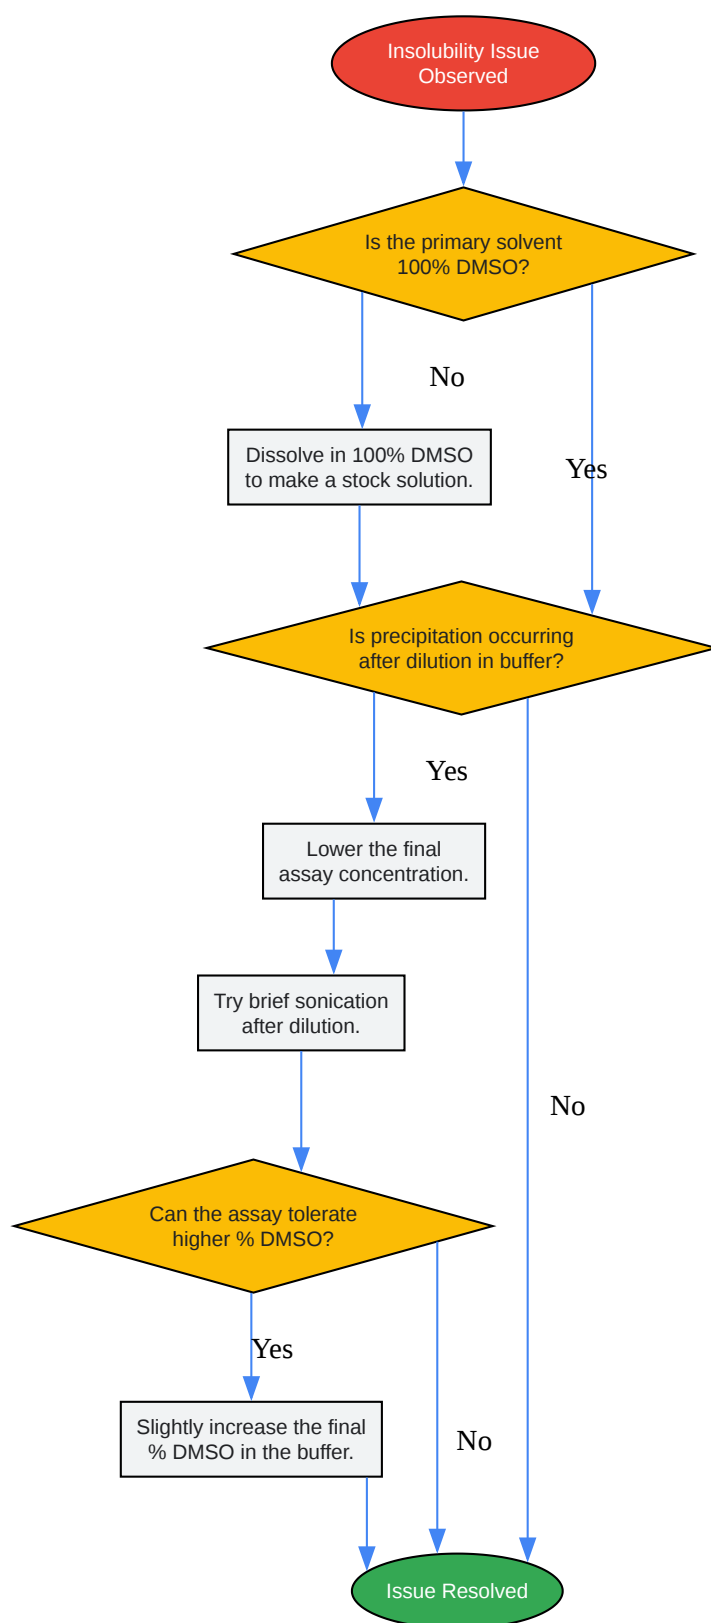 Insolubility Issue
Observed
Is the primary solvent
100% DMSO?
No
Dissolve in 100% DMSO
to make a stock solution.
Yes
Is precipitation occurring
after dilution in buffer?
Yes
Lower the final
assay concentration.
Try brief sonication
after dilution.
No
Can the assay tolerate
higher % DMSO?
Yes
Slightly increase the final
% DMSO in the buffer.
No
Issue Resolved